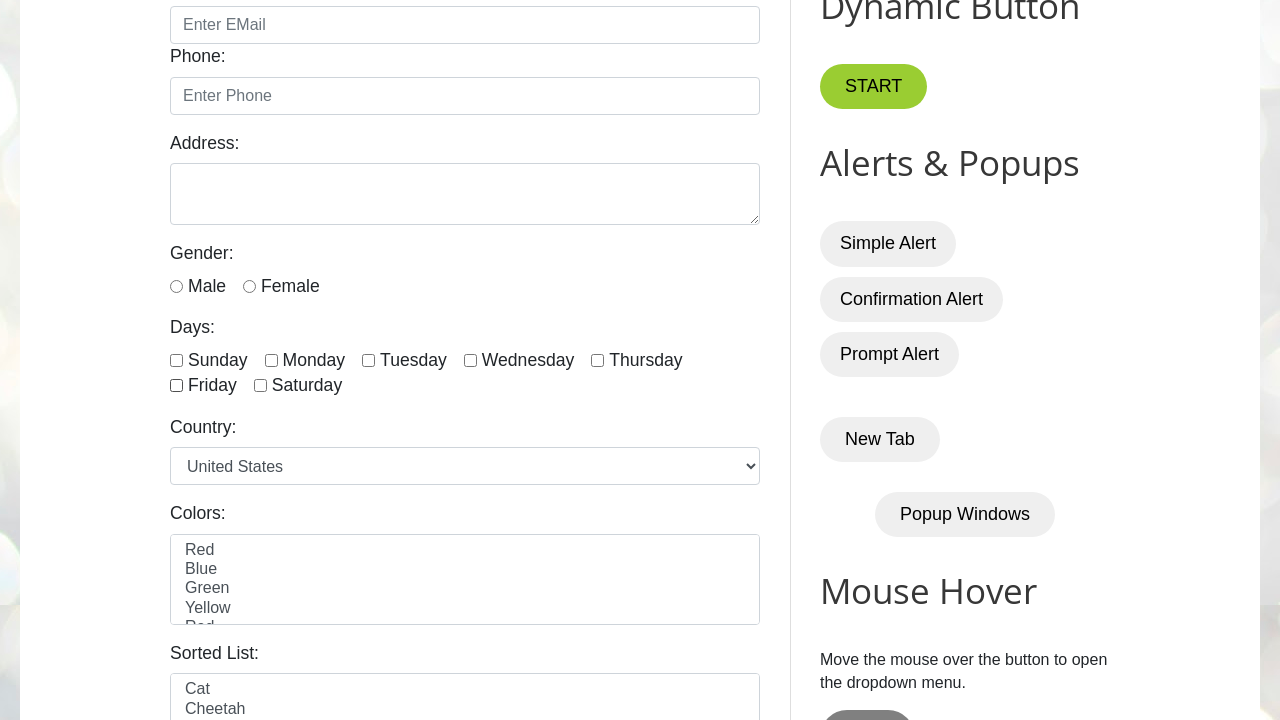 Enter EMail
Phone:
Enter Phone
Address:
Gender:
Male Female
Days:
Sunday Monday Tuesday Wednesday Thursday
Friday Saturday
Country:
United States
Colors:
Red
Blue
Green
Yellow
Red
Sorted List:
Cat
Cheetah
Dynamic Button
START
Alerts & Popups
Simple Alert
Confirmation Alert
Prompt Alert
New Tab
Popup Windows
Mouse Hover
Move the mouse over the button to open
the dropdown menu.